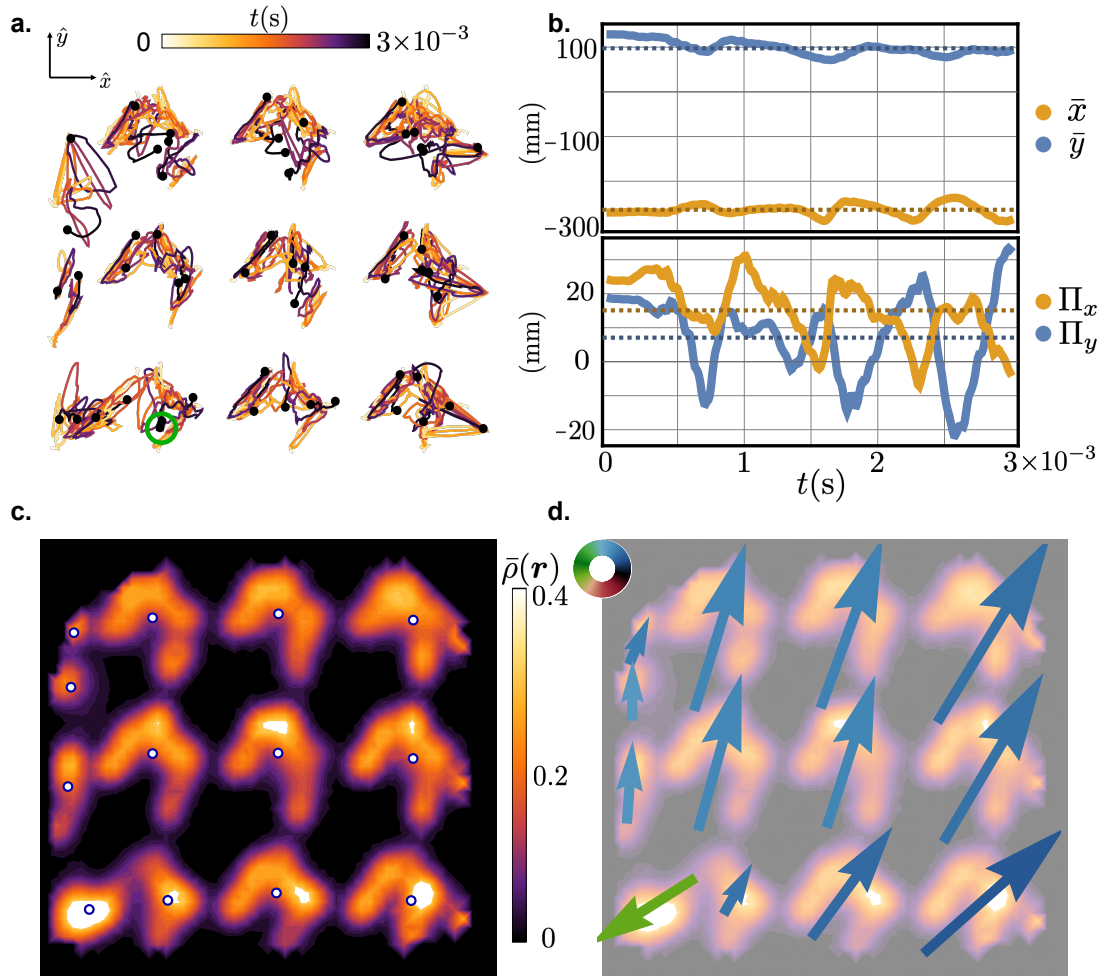 a.
t(s)
0
3×10⁻³
ŷ
x̂
b.
100
-100
-300
(mm)
x̄
ȳ
20
0
-20
(mm)
Πx
Πy
0
1
2
3×10⁻³
t(s)
c.
ρ̄(r)
0.4
0.2
0
d.